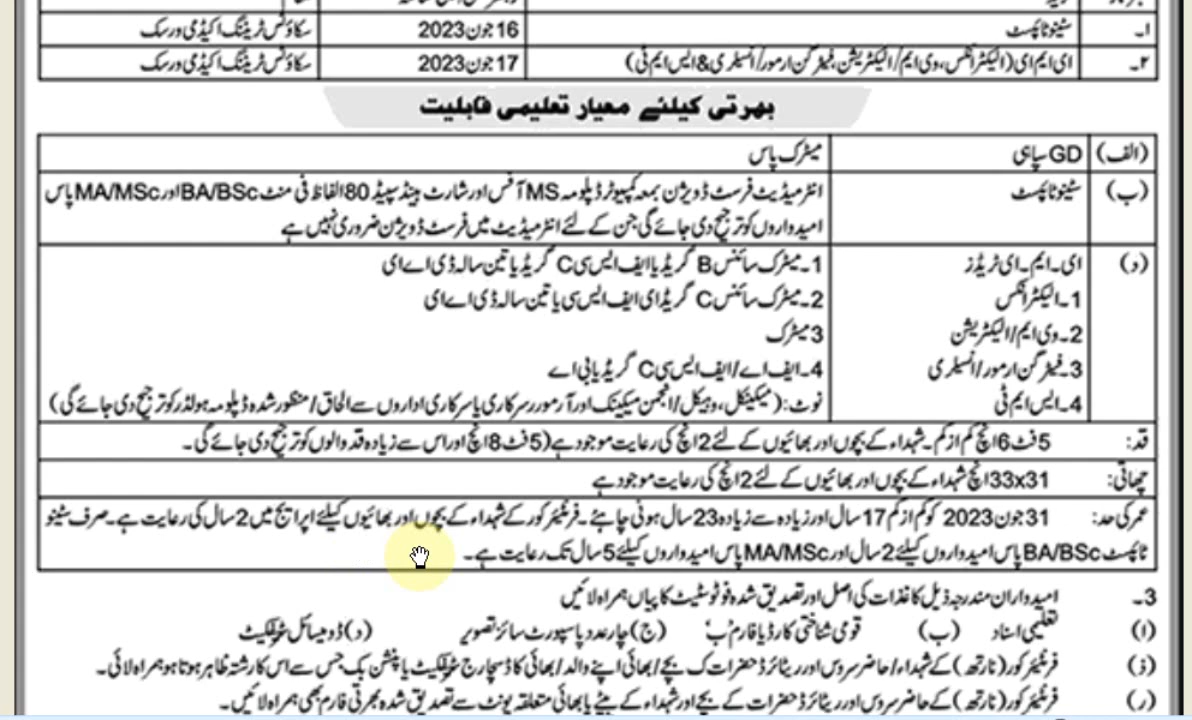 ۱۔ سٹینو ٹائپسٹ 16 جون 2023 سکاؤٹس ٹریننگ اکیڈمی ورسک
۲۔ ای ایم ای (الیکٹرانکس، وی ایم/الیکٹریشن، فیٹر گن ارمور/انسلری & ایس ایم ٹی) 17 جون 2023 سکاؤٹس ٹریننگ اکیڈمی ورسک
بھرتی کیلئے معیار تعلیمی قابلیت
(الف) GD سپاہی میٹرک پاس
(ب) سٹینو ٹائپسٹ انٹرمیڈیٹ فرسٹ ڈویژن بمعہ کمپیوٹر ڈپلومہ MS آفس اور شارٹ ہینڈ سپیڈ 80 الفاظ فی منٹ BA/BSc اور MA/MSc پاس
امیدواروں کو ترجیح دی جائے گی جن کے لئے انٹرمیڈیٹ میں فرسٹ ڈویژن ضروری نہیں ہے
(د) ای۔ایم۔ای ٹریڈز 1۔میٹرک سائنس B گریڈ یا ایف ایس سی C گریڈ یا تین سالہ ڈی اے ای
1۔الیکٹرانکس 2۔میٹرک سائنس C گریڈ ای ایف ایس سی یا تین سالہ ڈی اے ای
2۔وی ایم/الیکٹریشن 3 میٹرک
3۔فیٹر گن ارمور/انسلری 4۔ایف اے/ایف ایس سی C گریڈ یا بی اے
4۔ایس ایم ٹی نوٹ: (میکینکل، وہیکل/انجمن میکینک اور آرمور سرکاری یا سرکاری اداروں سے الحاق/منظور شدہ ڈپلومہ ہولڈر کو ترجیح دی جائے گی)
قد: 5 فٹ 6 انچ کم از کم۔ شہداء کے بچوں اور بھائیوں کے لئے 2 انچ کی رعایت موجود ہے (5 فٹ 8 انچ اور اس سے زیادہ قد والوں کو ترجیح دی جائے گی۔
چھاتی: 33x31 انچ شہداء کے بچوں اور بھائیوں کے لئے 2 انچ کی رعایت موجود ہے
عمر کی حد: 31 جون 2023 کو کم از کم 17 سال اور زیادہ سے زیادہ 23 سال ہونی چاہئے۔ فرنٹیئر کور کے شہداء کے بچوں اور بھائیوں کیلئے اپر ایج میں 2 سال کی رعایت ہے۔ صرف سٹینو
ٹائپسٹ BA/BSc پاس امیدواروں کیلئے 2 سال اور MA/MSc پاس امیدواروں کیلئے 5 سال تک رعایت ہے۔
3۔ امیدواران مندرجہ ذیل کاغذات کی اصل اور تصدیق شدہ فوٹو سٹیٹ کاپیاں ہمراہ لائیں
(ا) تعلیمی اسناد (ب) قومی شناختی کارڈ یا فارم 'ب' (ج) چار عدد پاسپورٹ سائز تصویر (د) ڈومیسائل سرٹیفکیٹ
(ذ) فرنٹیئر کور (نارتھ) کے شہداء/حاضر سروس اور ریٹائرڈ حضرات ک بچے/بھائی اپنے والد/بھائی کا ڈسچارج سرٹیفکیٹ یا پنشن بک جس سے اس کا رشتہ ظاہر ہوتا ہو ہمراہ لائی۔
(ر) فرنٹیئر کور (نارتھ) کے حاضر سروس اور ریٹائرڈ حضرات کے بچے اور شہداء کے بیٹے یا بھائی متعلقہ یونٹ سے تصدیق شدہ بھرتی فارم بھی ہمراہ لائیں۔